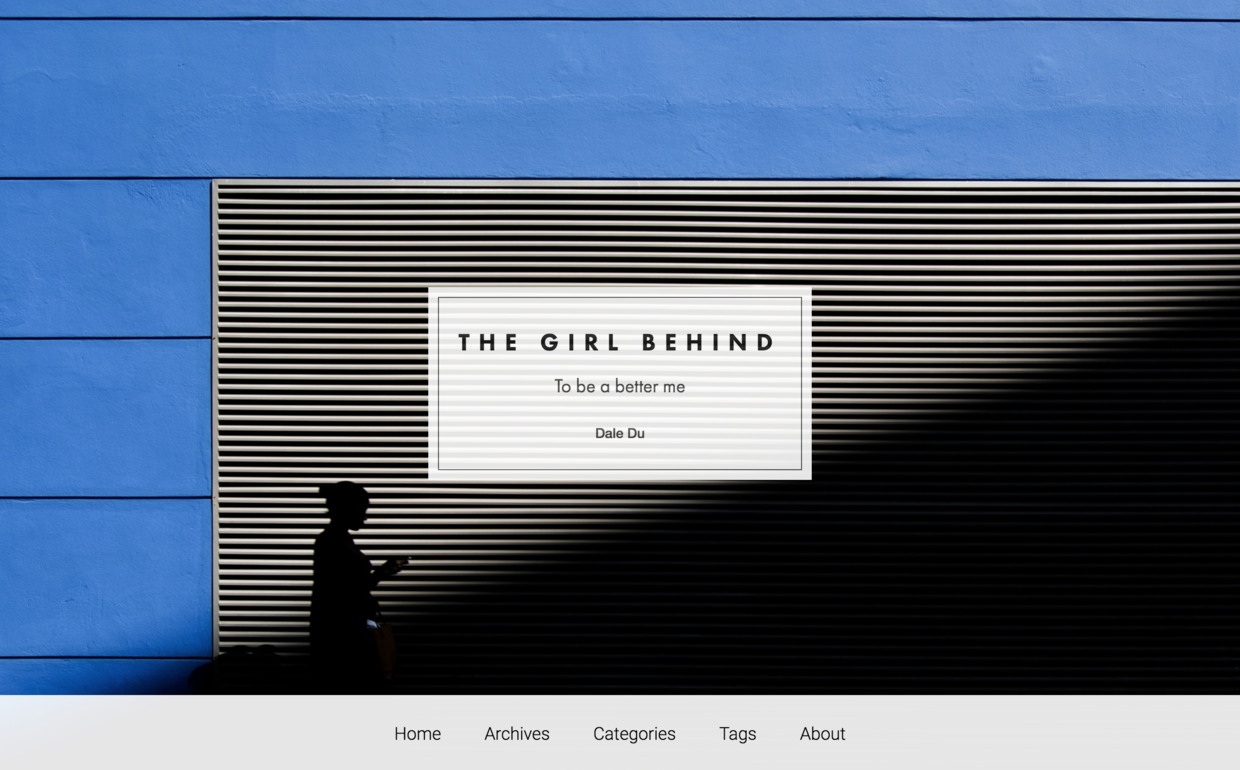 THE GIRL BEHIND
To be a better me
Dale Du
Home Archives Categories Tags About